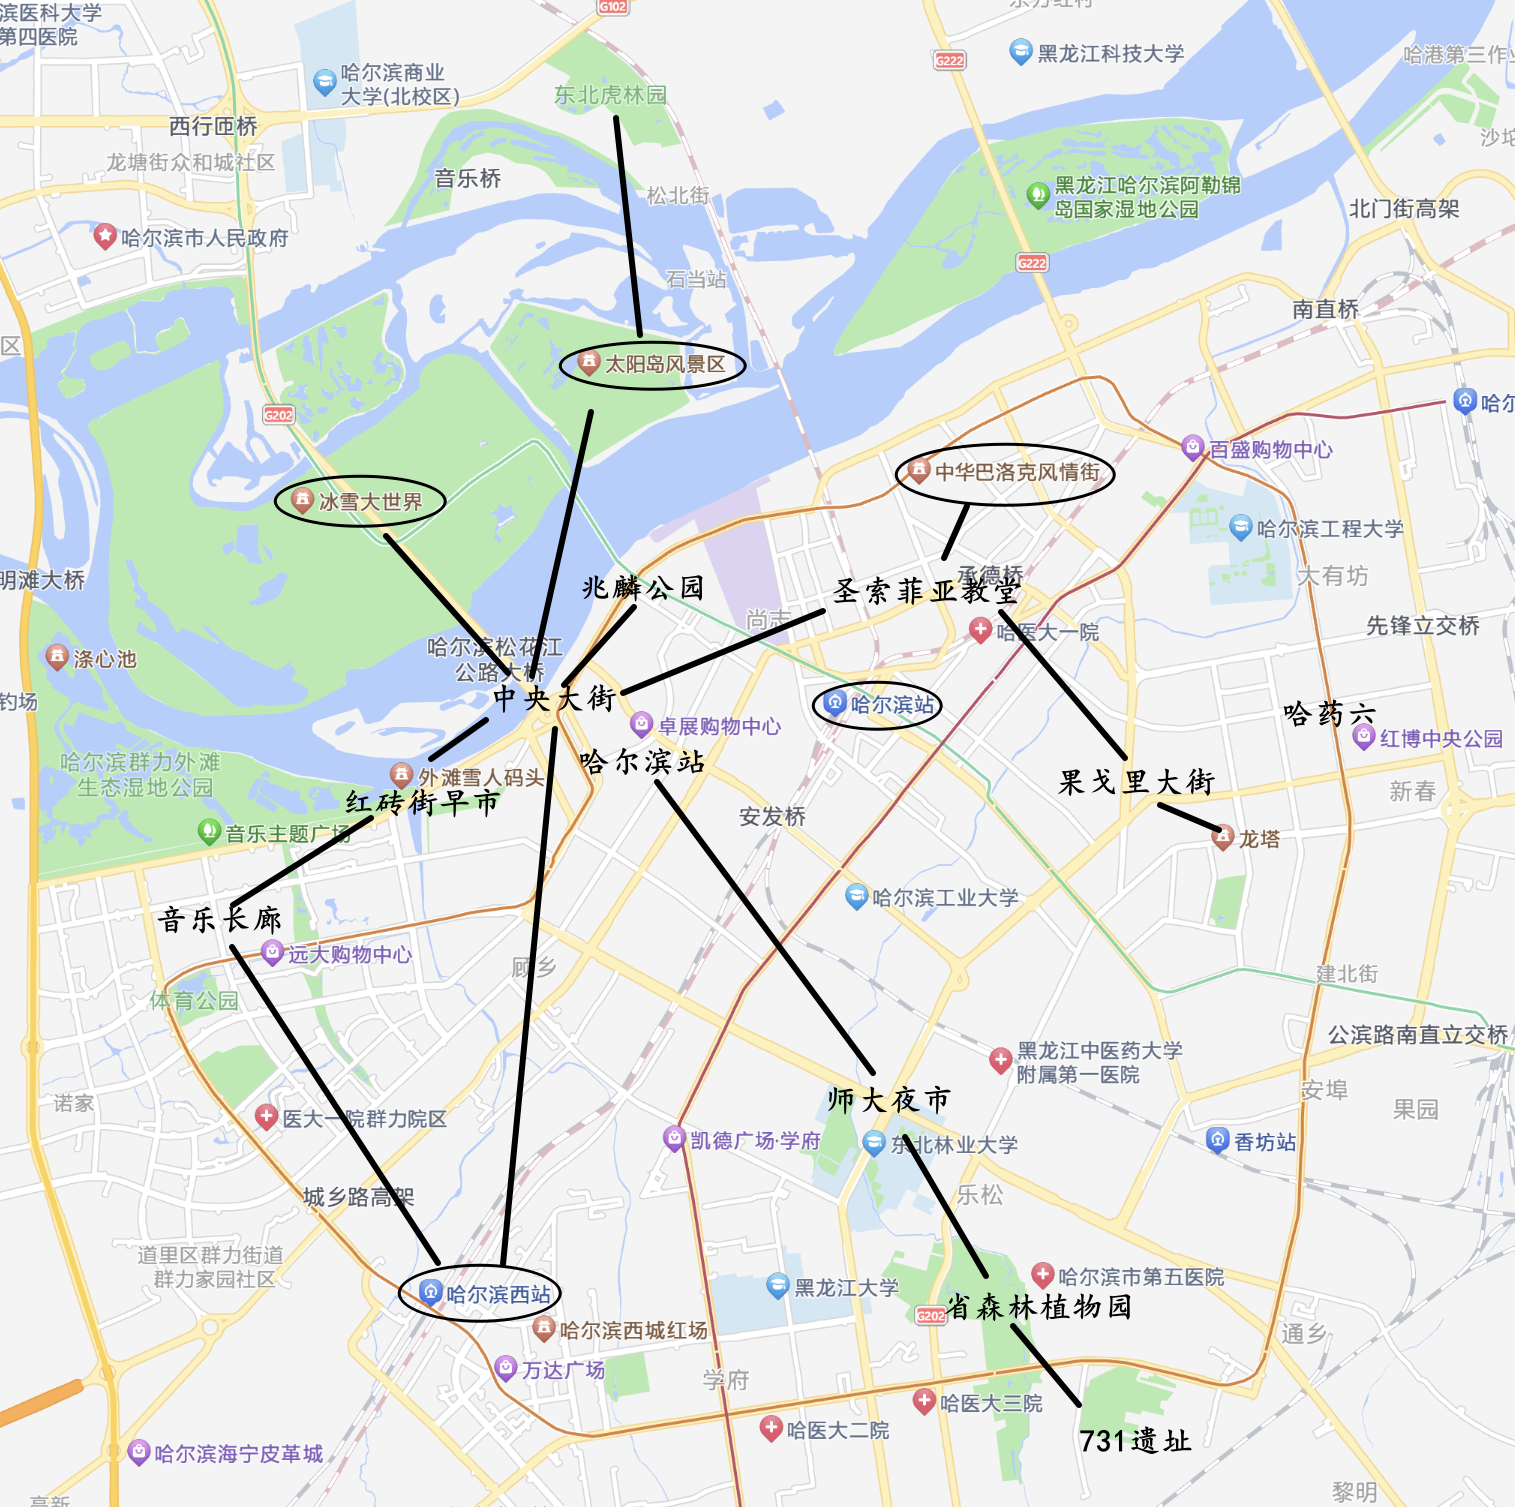 滨医科大学
第四医院
G102
G222
黑龙江科技大学
哈尔滨商业
大学(北校区)
东北虎林园
西行匝桥
龙塘街众和城社区
音乐桥
松北街
黑龙江哈尔滨阿勒锦
岛国家湿地公园
北门街高架
哈尔滨市人民政府
G222
石当站
南直桥
区
太阳岛风景区
G202
哈尔
百盛购物中心
中华巴洛克风情街
冰雪大世界
哈尔滨工程大学
明滩大桥
承德桥
大有坊
兆麟公园
圣索菲亚教堂
尚志
先锋立交桥
哈医大一院
哈尔滨松花江
公路大桥
涤心池
钓场
中央大街
哈尔滨站
哈药六
卓展购物中心
红博中央公园
哈尔滨群力外滩
生态湿地公园
哈尔滨站
外滩雪人码头
红砖街早市
果戈里大街
新春
安发桥
音乐主题广场
龙塔
哈尔滨工业大学
音乐长廊
远大购物中心
顾乡
建北街
体育公园
公滨路南直立交桥
黑龙江中医药大学
附属第一医院
诺家
师大夜市
安埠
果园
医大一院群力院区
凯德广场·学府
东北林业大学
香坊站
城乡路高架
乐松
道里区群力街道
群力家园社区
哈尔滨西站
黑龙江大学
哈尔滨市第五医院
G202
省森林植物园
哈尔滨西城红场
通乡
万达广场
学府
哈医大三院
哈医大二院
731遗址
哈尔滨海宁皮革城
黎明